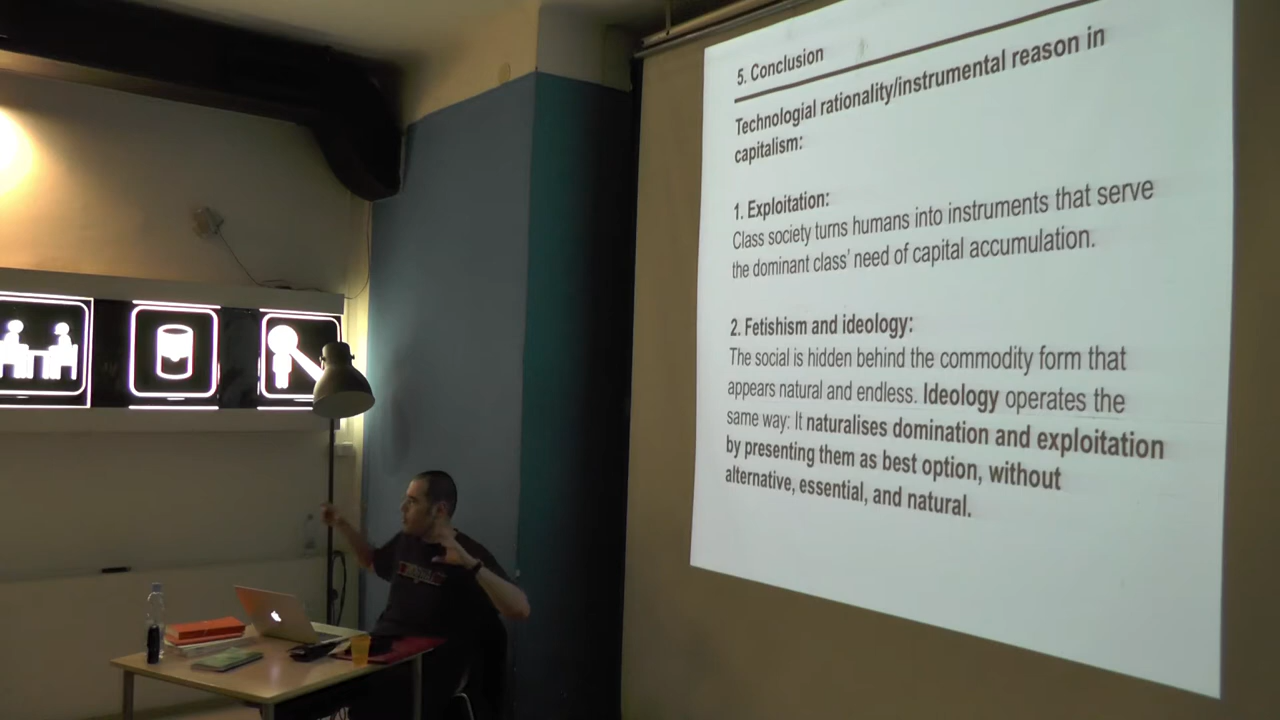 5. Conclusion
Technologial rationality/instrumental reason in
capitalism:
1. Exploitation:
Class society turns humans into instruments that serve
the dominant class' need of capital accumulation.
2. Fetishism and ideology:
The social is hidden behind the commodity form that
appears natural and endless. Ideology operates the
same way: It naturalises domination and exploitation
by presenting them as best option, without
alternative, essential, and natural.